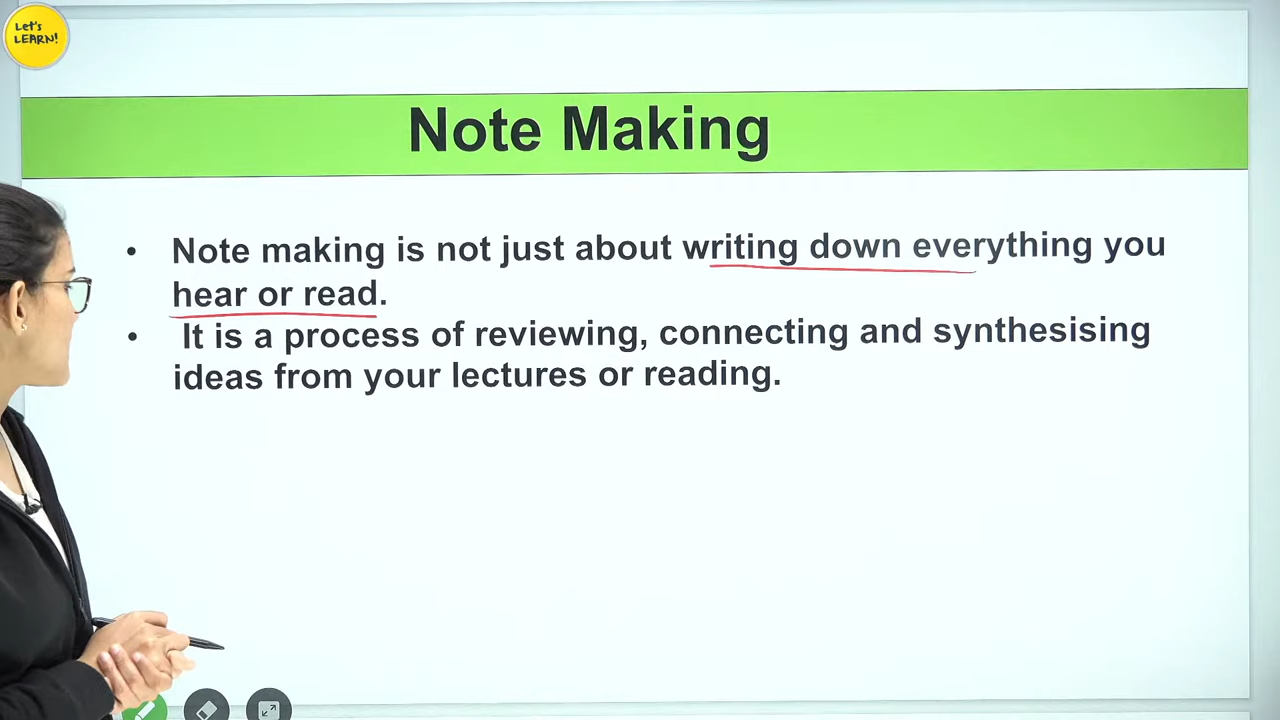 Let's
LEARN!
Note Making
• Note making is not just about writing down everything you
hear or read.
• It is a process of reviewing, connecting and synthesising
ideas from your lectures or reading.